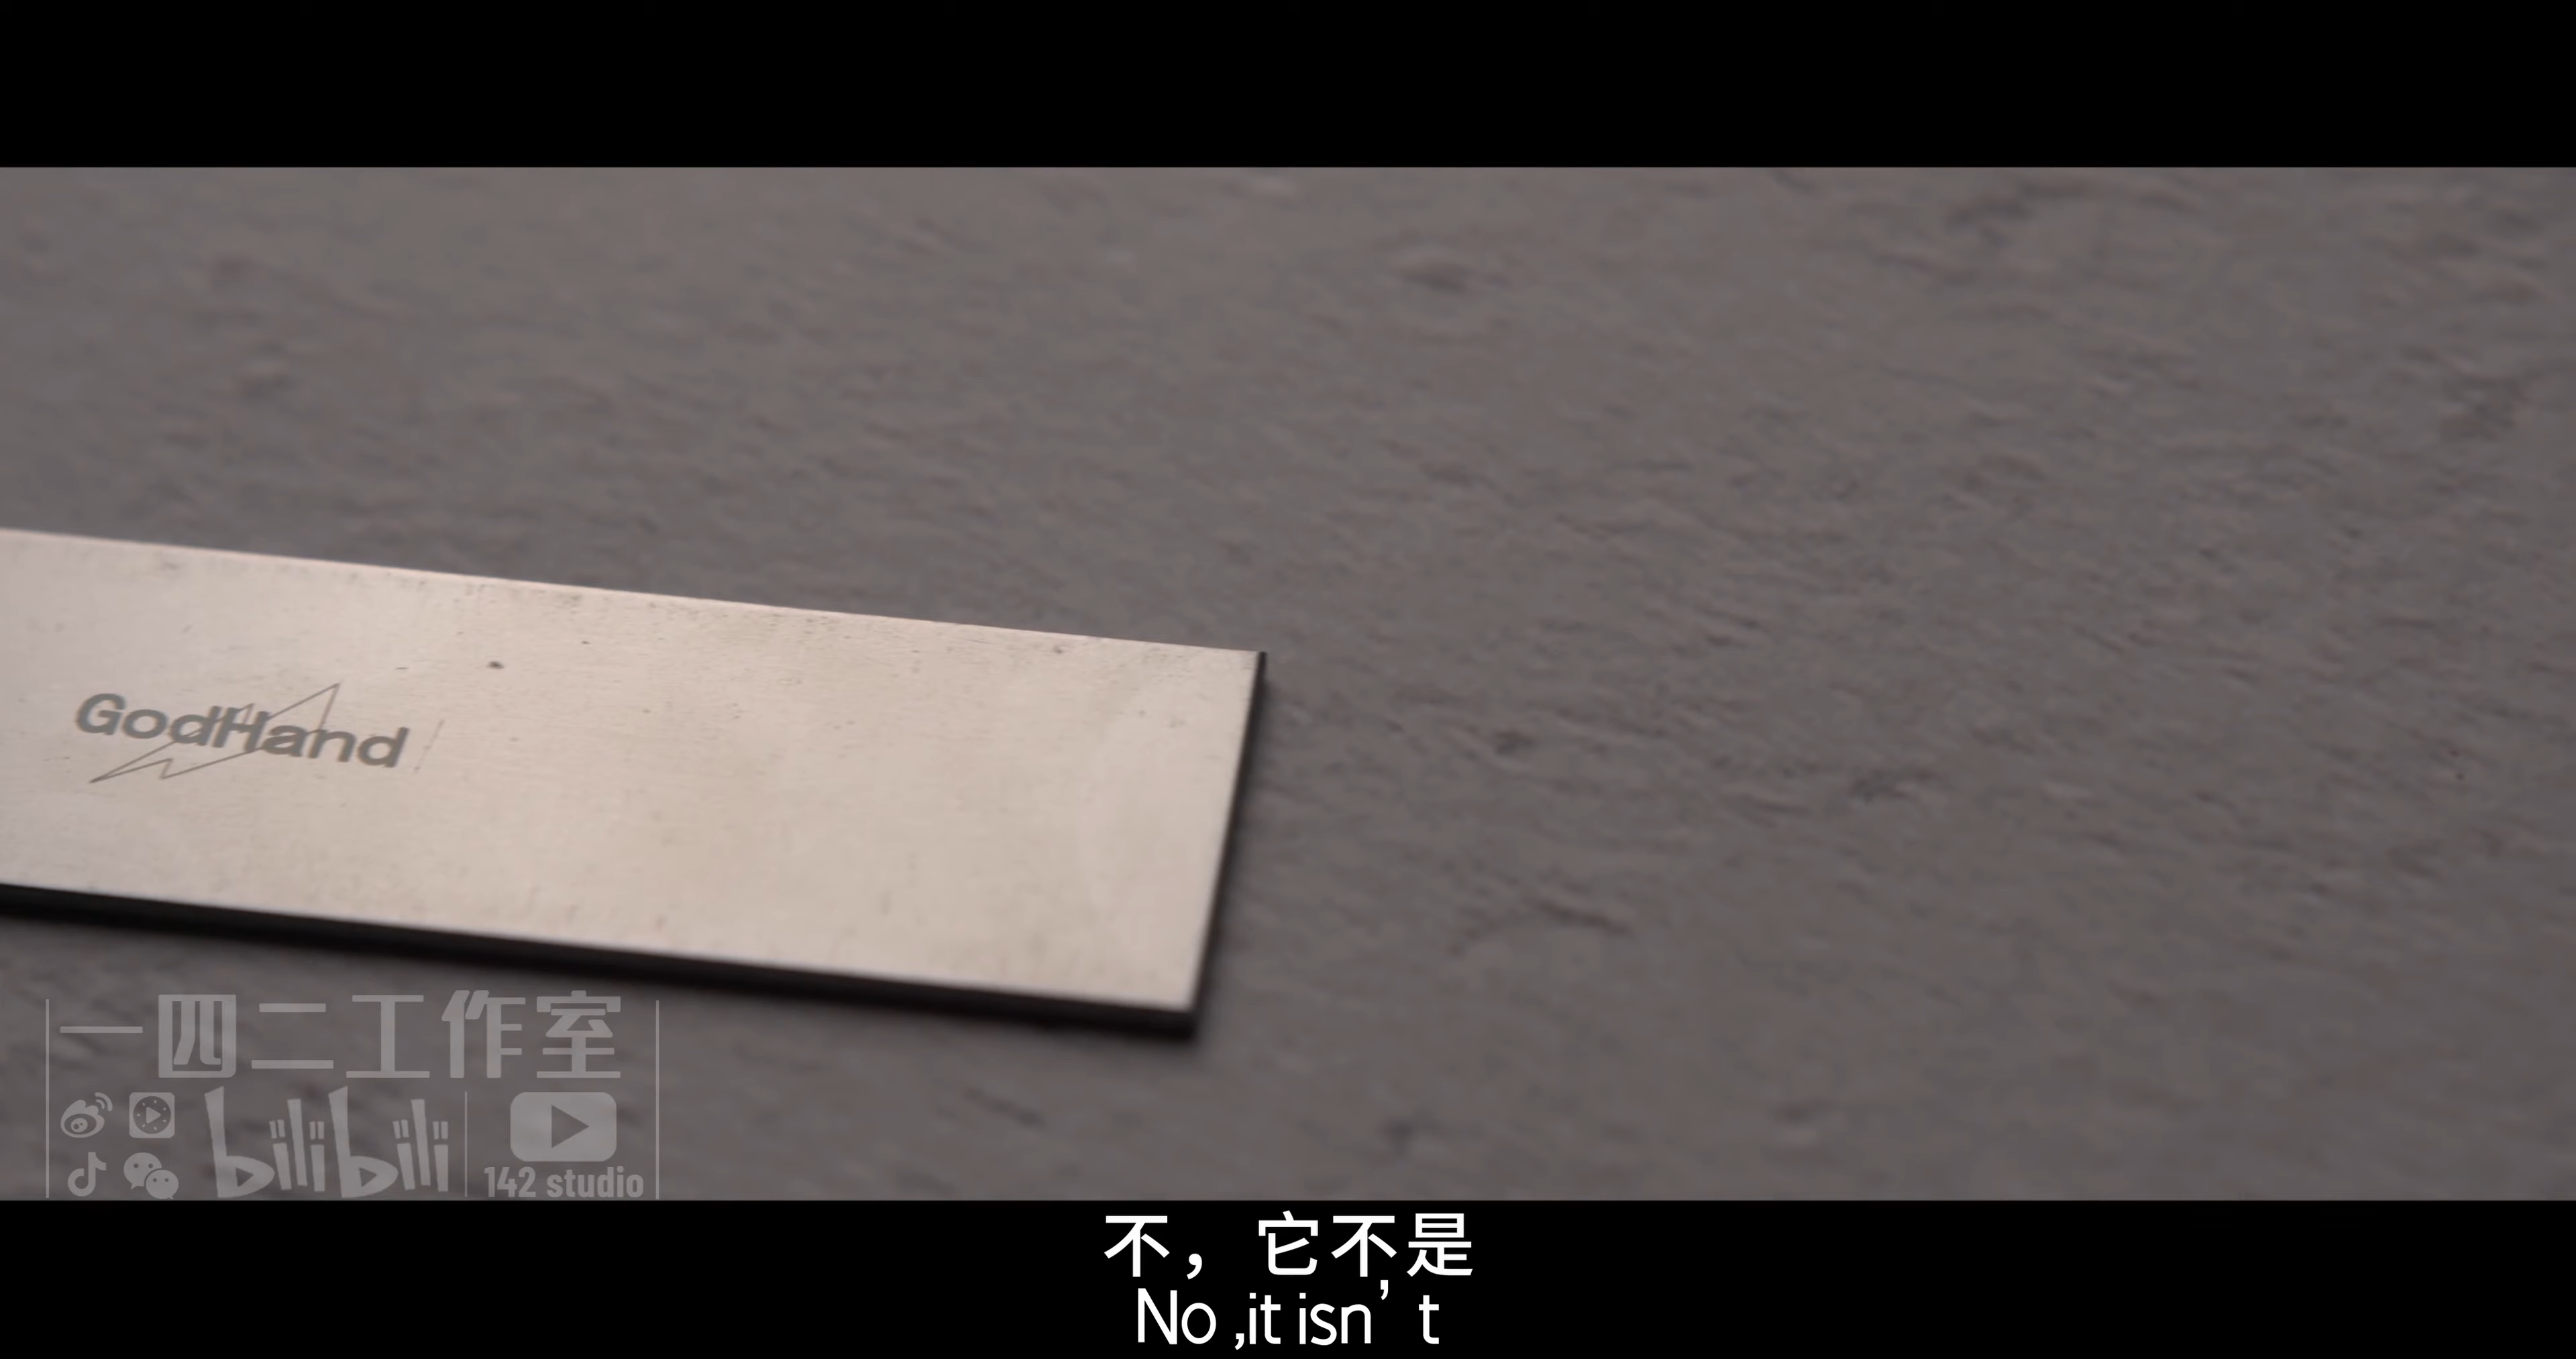 GodHand
一四二工作室
bilibili
142 studio
不，它不是
No ,it isn’t